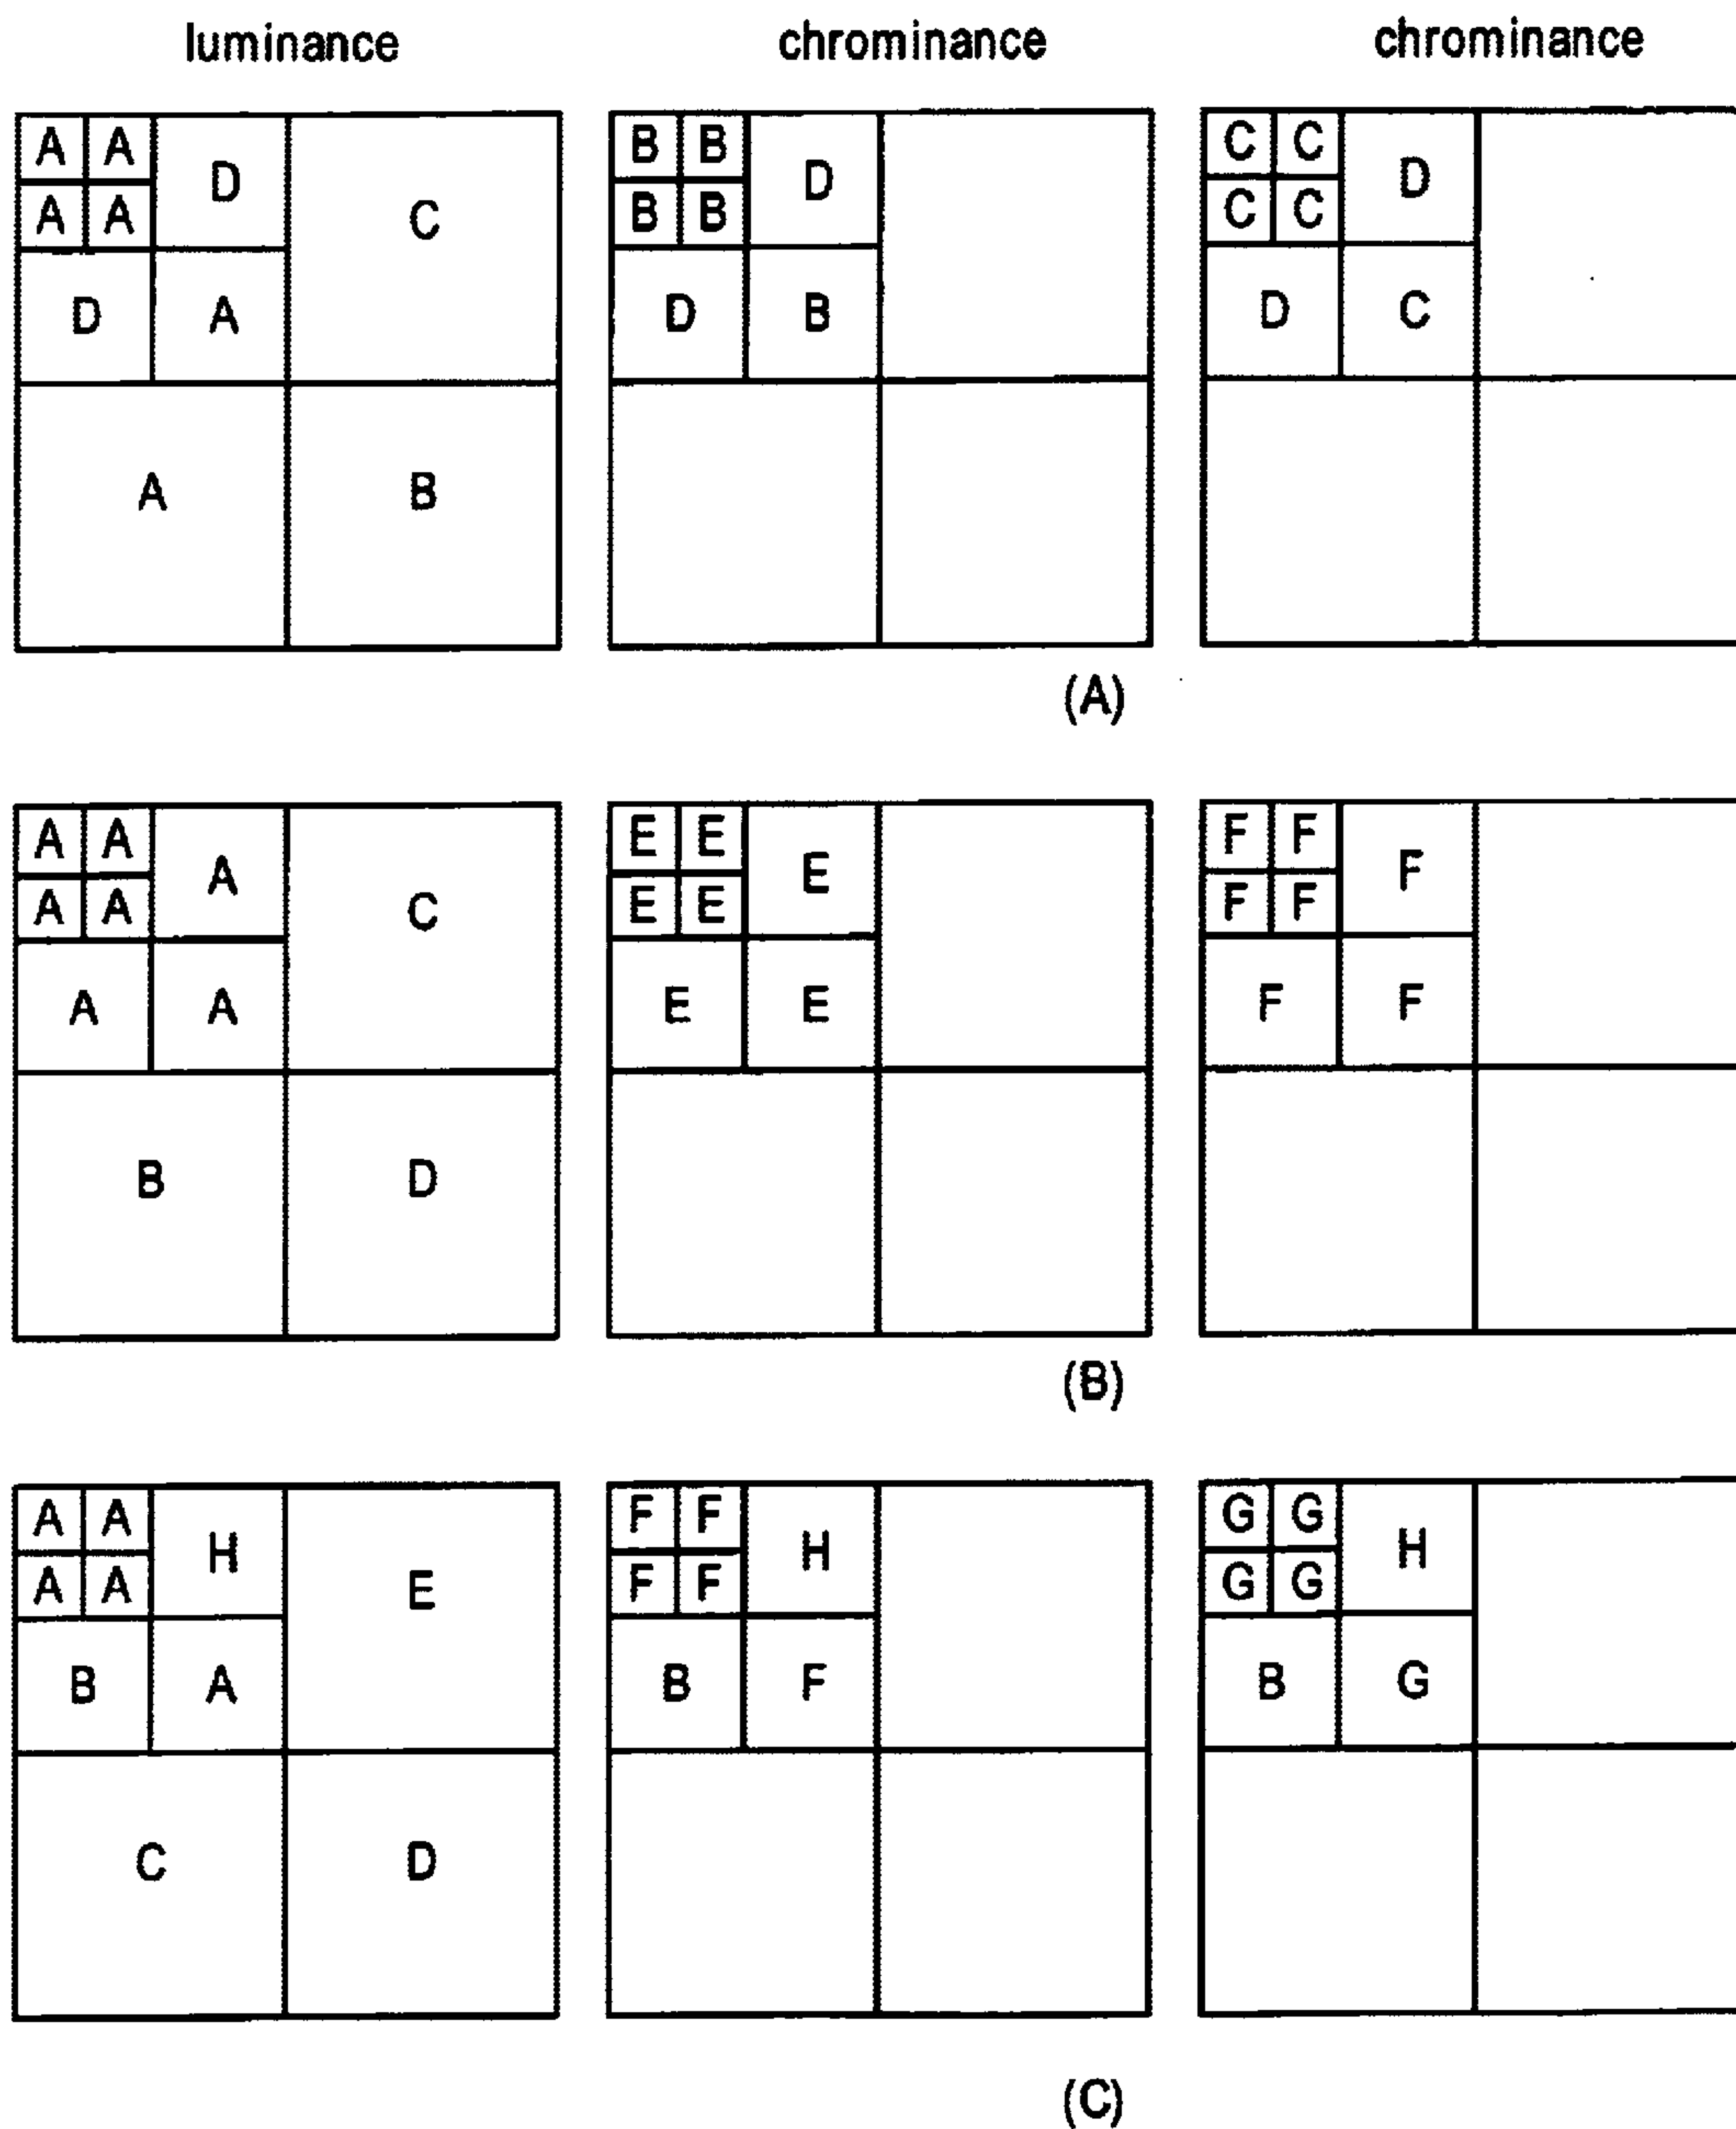 luminance chrominance chrominance
A A D C B B D C C D
A A B B C C
D A D B D C
A B
(A)
A A A C E E E F F F
A A E E F F
A A E E F F
B D
(B)
A A H E F F H G G H
A A F F G G
B A B F B G
C D
(C)